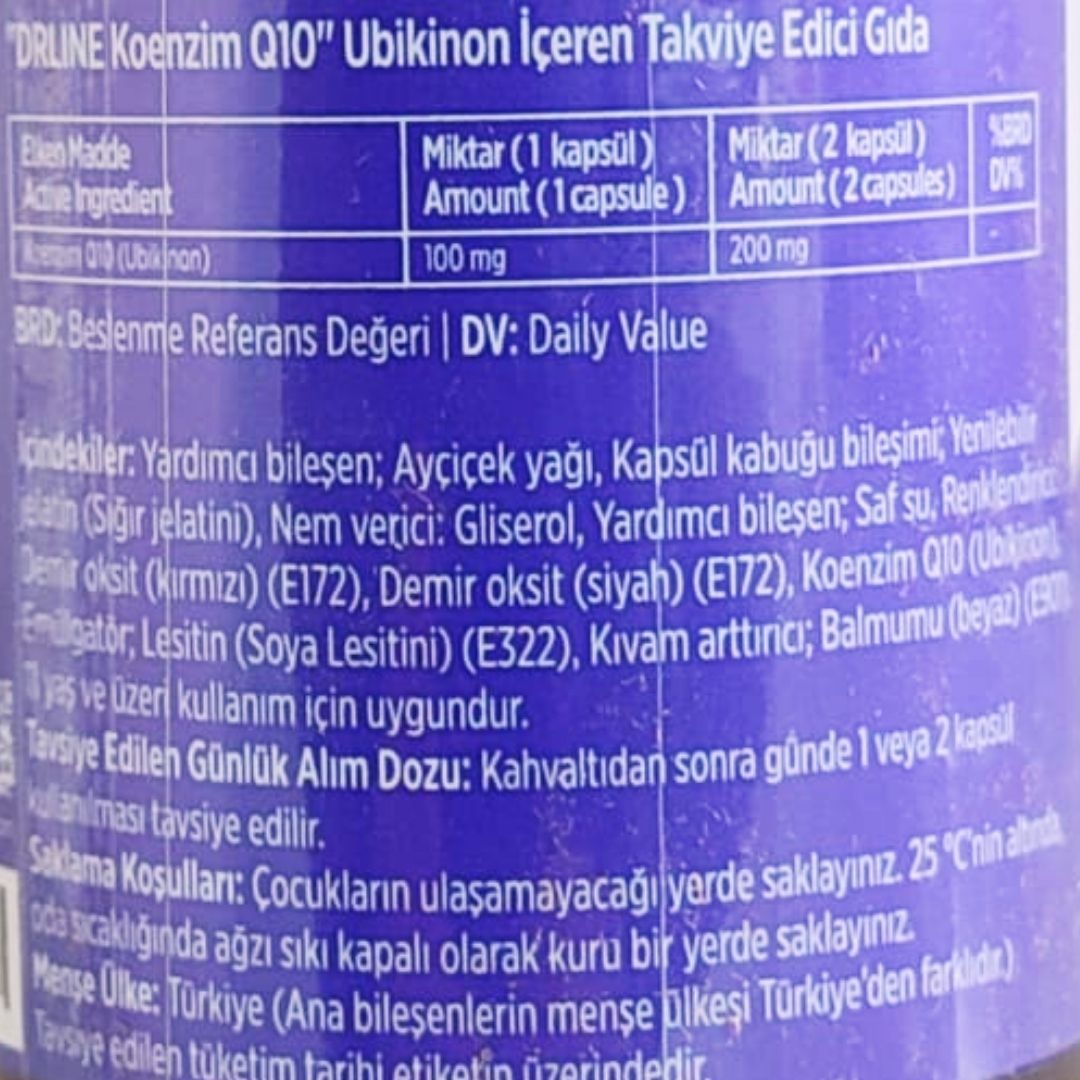 "DRLINE Koenzim Q10" Ubikinon İçeren Takviye Edici Gıda
Etken Madde Miktar ( 1 kapsül ) Miktar ( 2 kapsül ) %BRD
Active Ingredient Amount ( 1 capsule ) Amount ( 2 capsules ) DV%
Koenzim Q10 (Ubikinon) 100 mg 200 mg -
BRD: Beslenme Referans Değeri | DV: Daily Value
İçindekiler: Yardımcı bileşen; Ayçiçek yağı, Kapsül kabuğu bileşimi; Yenilebilir
jelatin (Sığır jelatini), Nem verici: Gliserol, Yardımcı bileşen; Saf su, Renklendirici:
Demir oksit (kırmızı) (E172), Demir oksit (siyah) (E172), Koenzim Q10 (Ubikinon),
Emülgatör; Lesitin (Soya Lesitini) (E322), Kıvam arttırıcı; Balmumu (beyaz) (E901)
11 yaş ve üzeri kullanım için uygundur.
Tavsiye Edilen Günlük Alım Dozu: Kahvaltıdan sonra günde 1 veya 2 kapsül
kullanılması tavsiye edilir.
Saklama Koşulları: Çocukların ulaşamayacağı yerde saklayınız. 25 °C'nin altında,
oda sıcaklığında ağzı sıkı kapalı olarak kuru bir yerde saklayınız.
Menşe Ülke: Türkiye (Ana bileşenlerin menşe ülkesi Türkiye'den farklıdır.)
Tavsiye edilen tüketim tarihi etiketin üzerindedir.